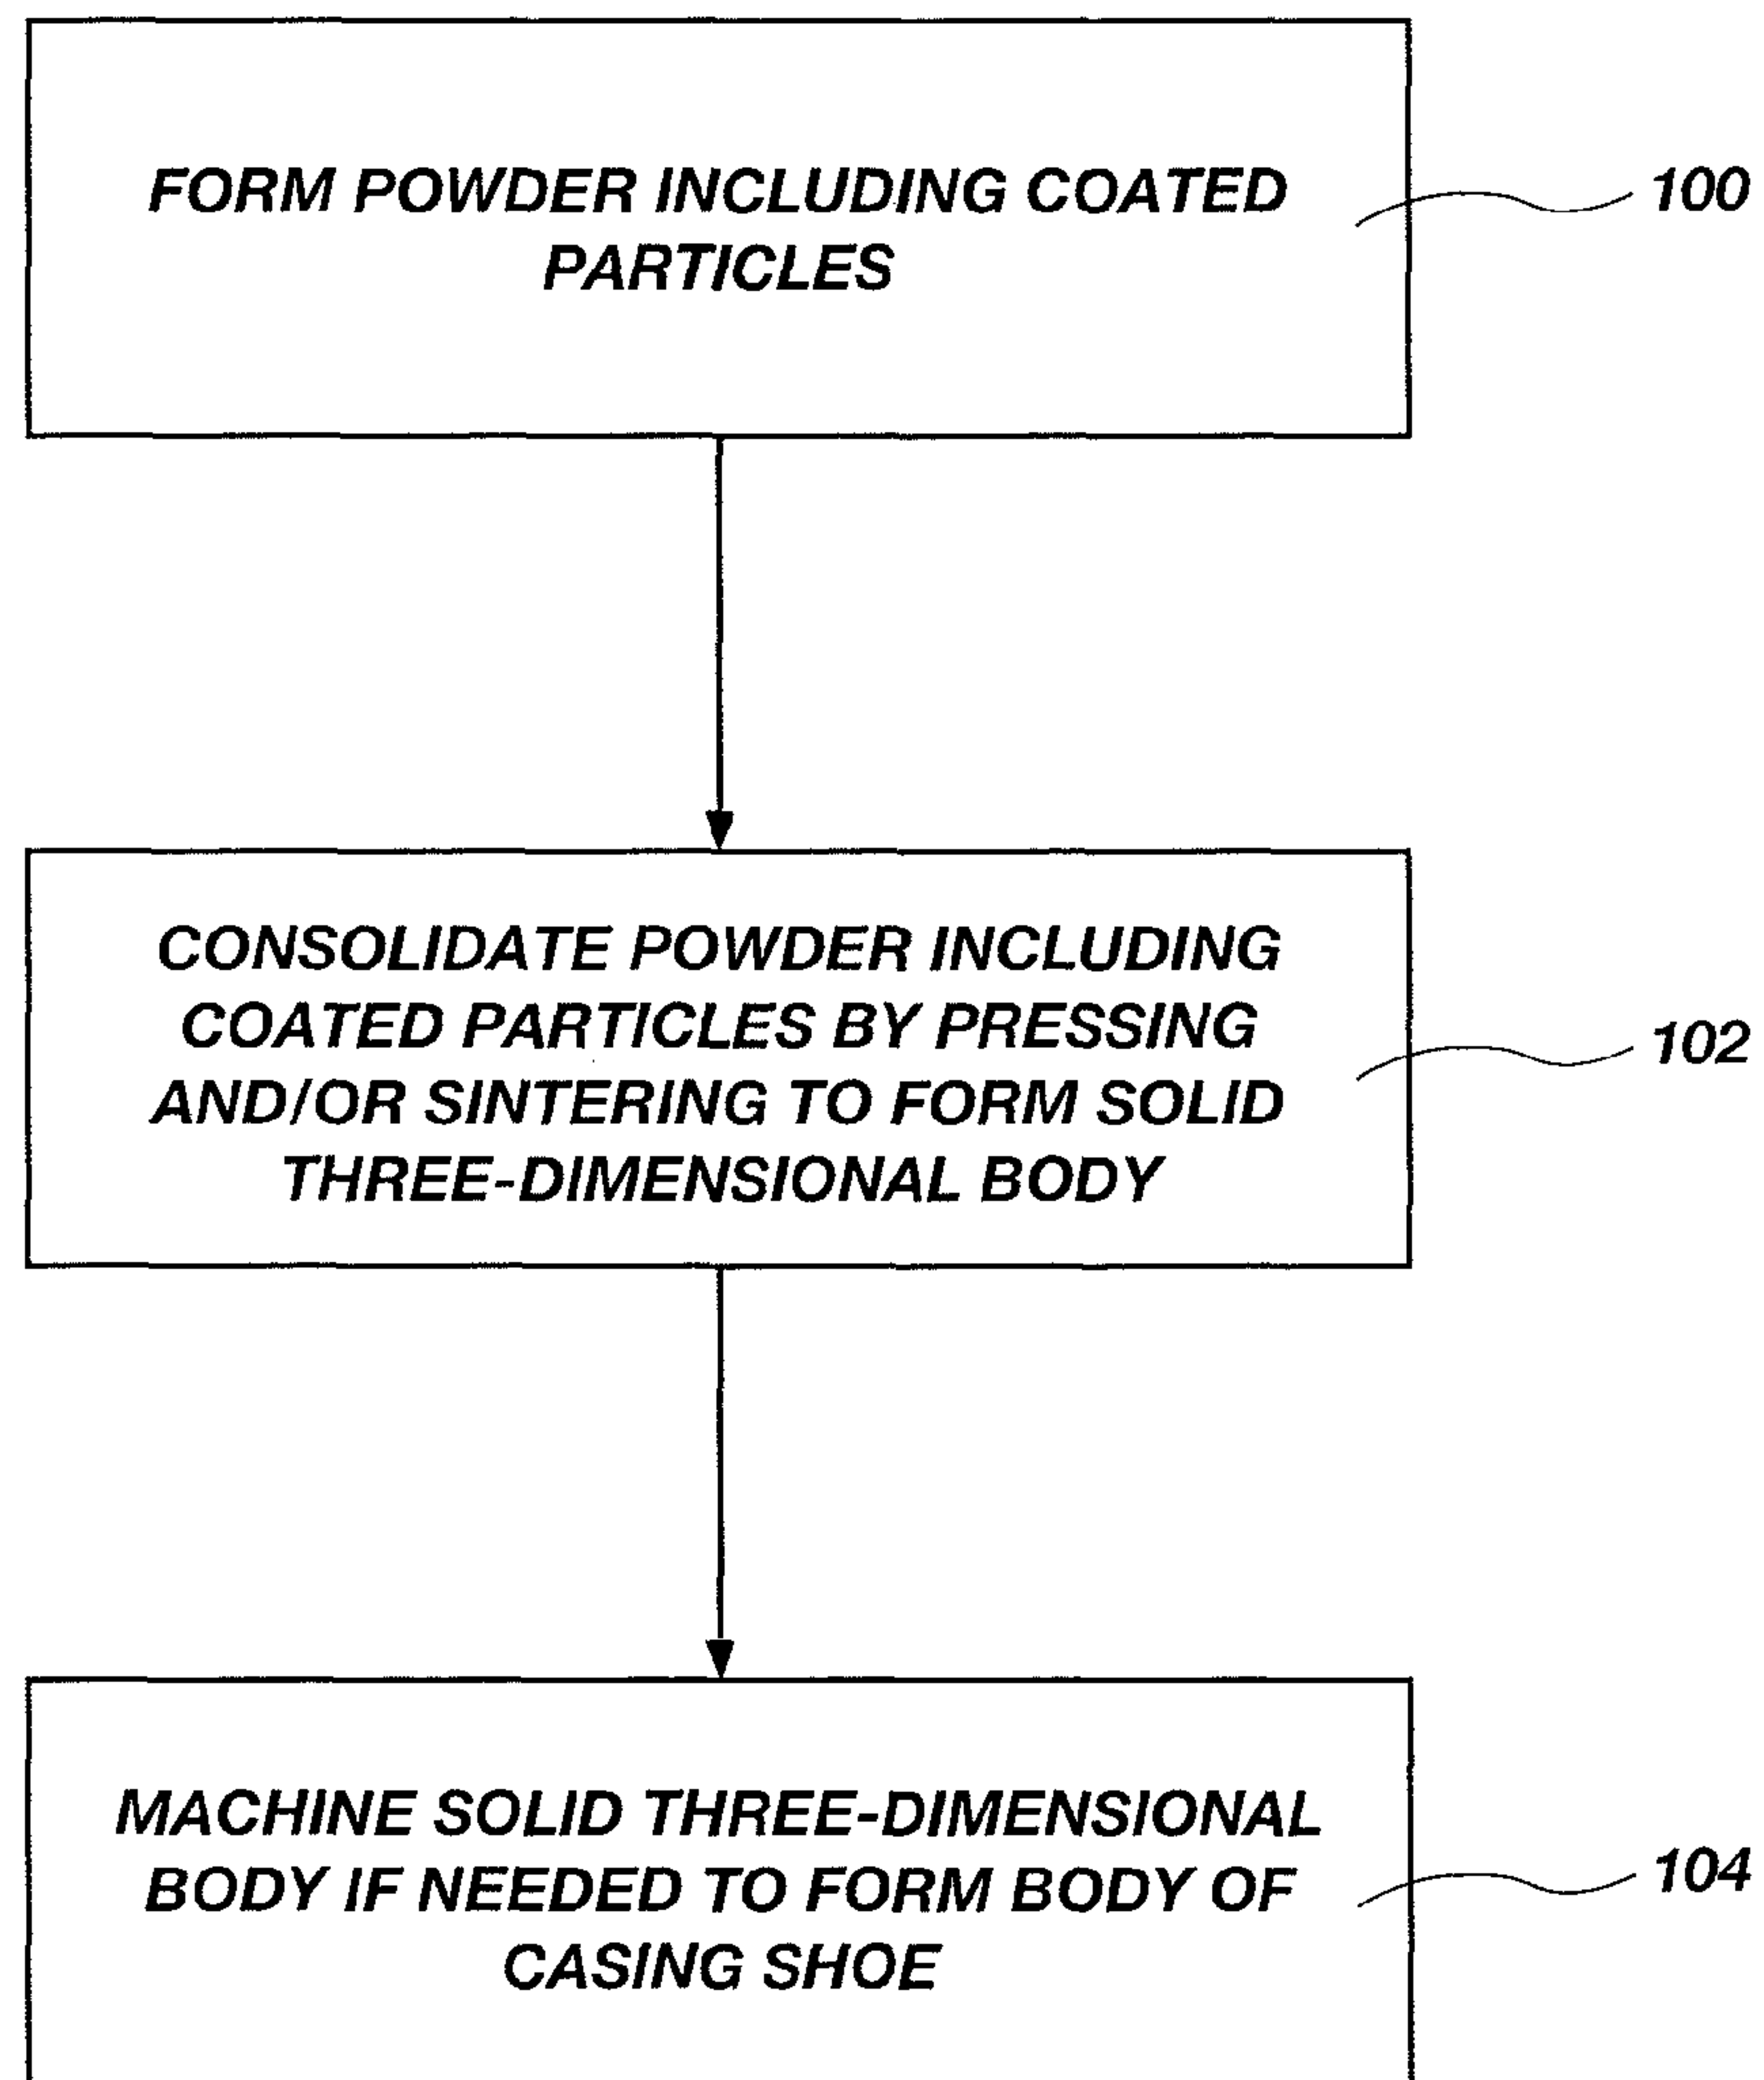 FORM POWDER INCLUDING COATED
PARTICLES
100
CONSOLIDATE POWDER INCLUDING
COATED PARTICLES BY PRESSING
AND/OR SINTERING TO FORM SOLID
THREE-DIMENSIONAL BODY
102
MACHINE SOLID THREE-DIMENSIONAL
BODY IF NEEDED TO FORM BODY OF
CASING SHOE
104